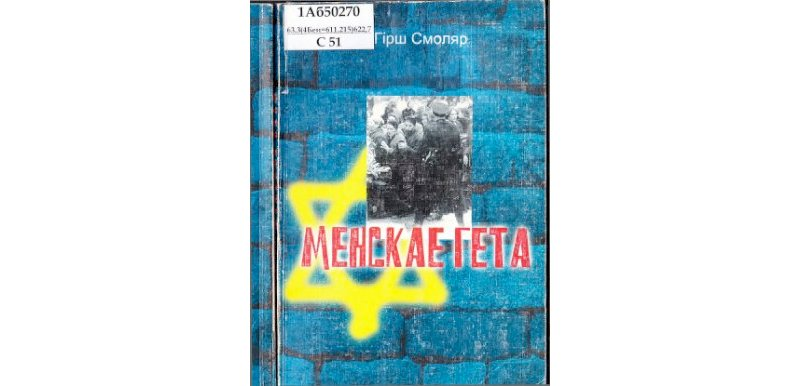 1Аб50270
63.3(4Беи=611.215)622,7
С 51
Гірш Смоляр
МЕНСКАЕ ГЕТА